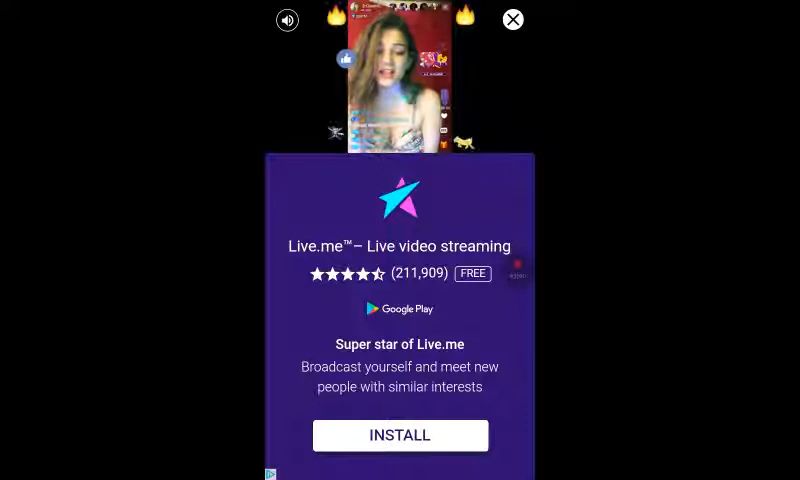 Live.me™– Live video streaming
(211,909) FREE
Google Play
Super star of Live.me
Broadcast yourself and meet new
people with similar interests
INSTALL